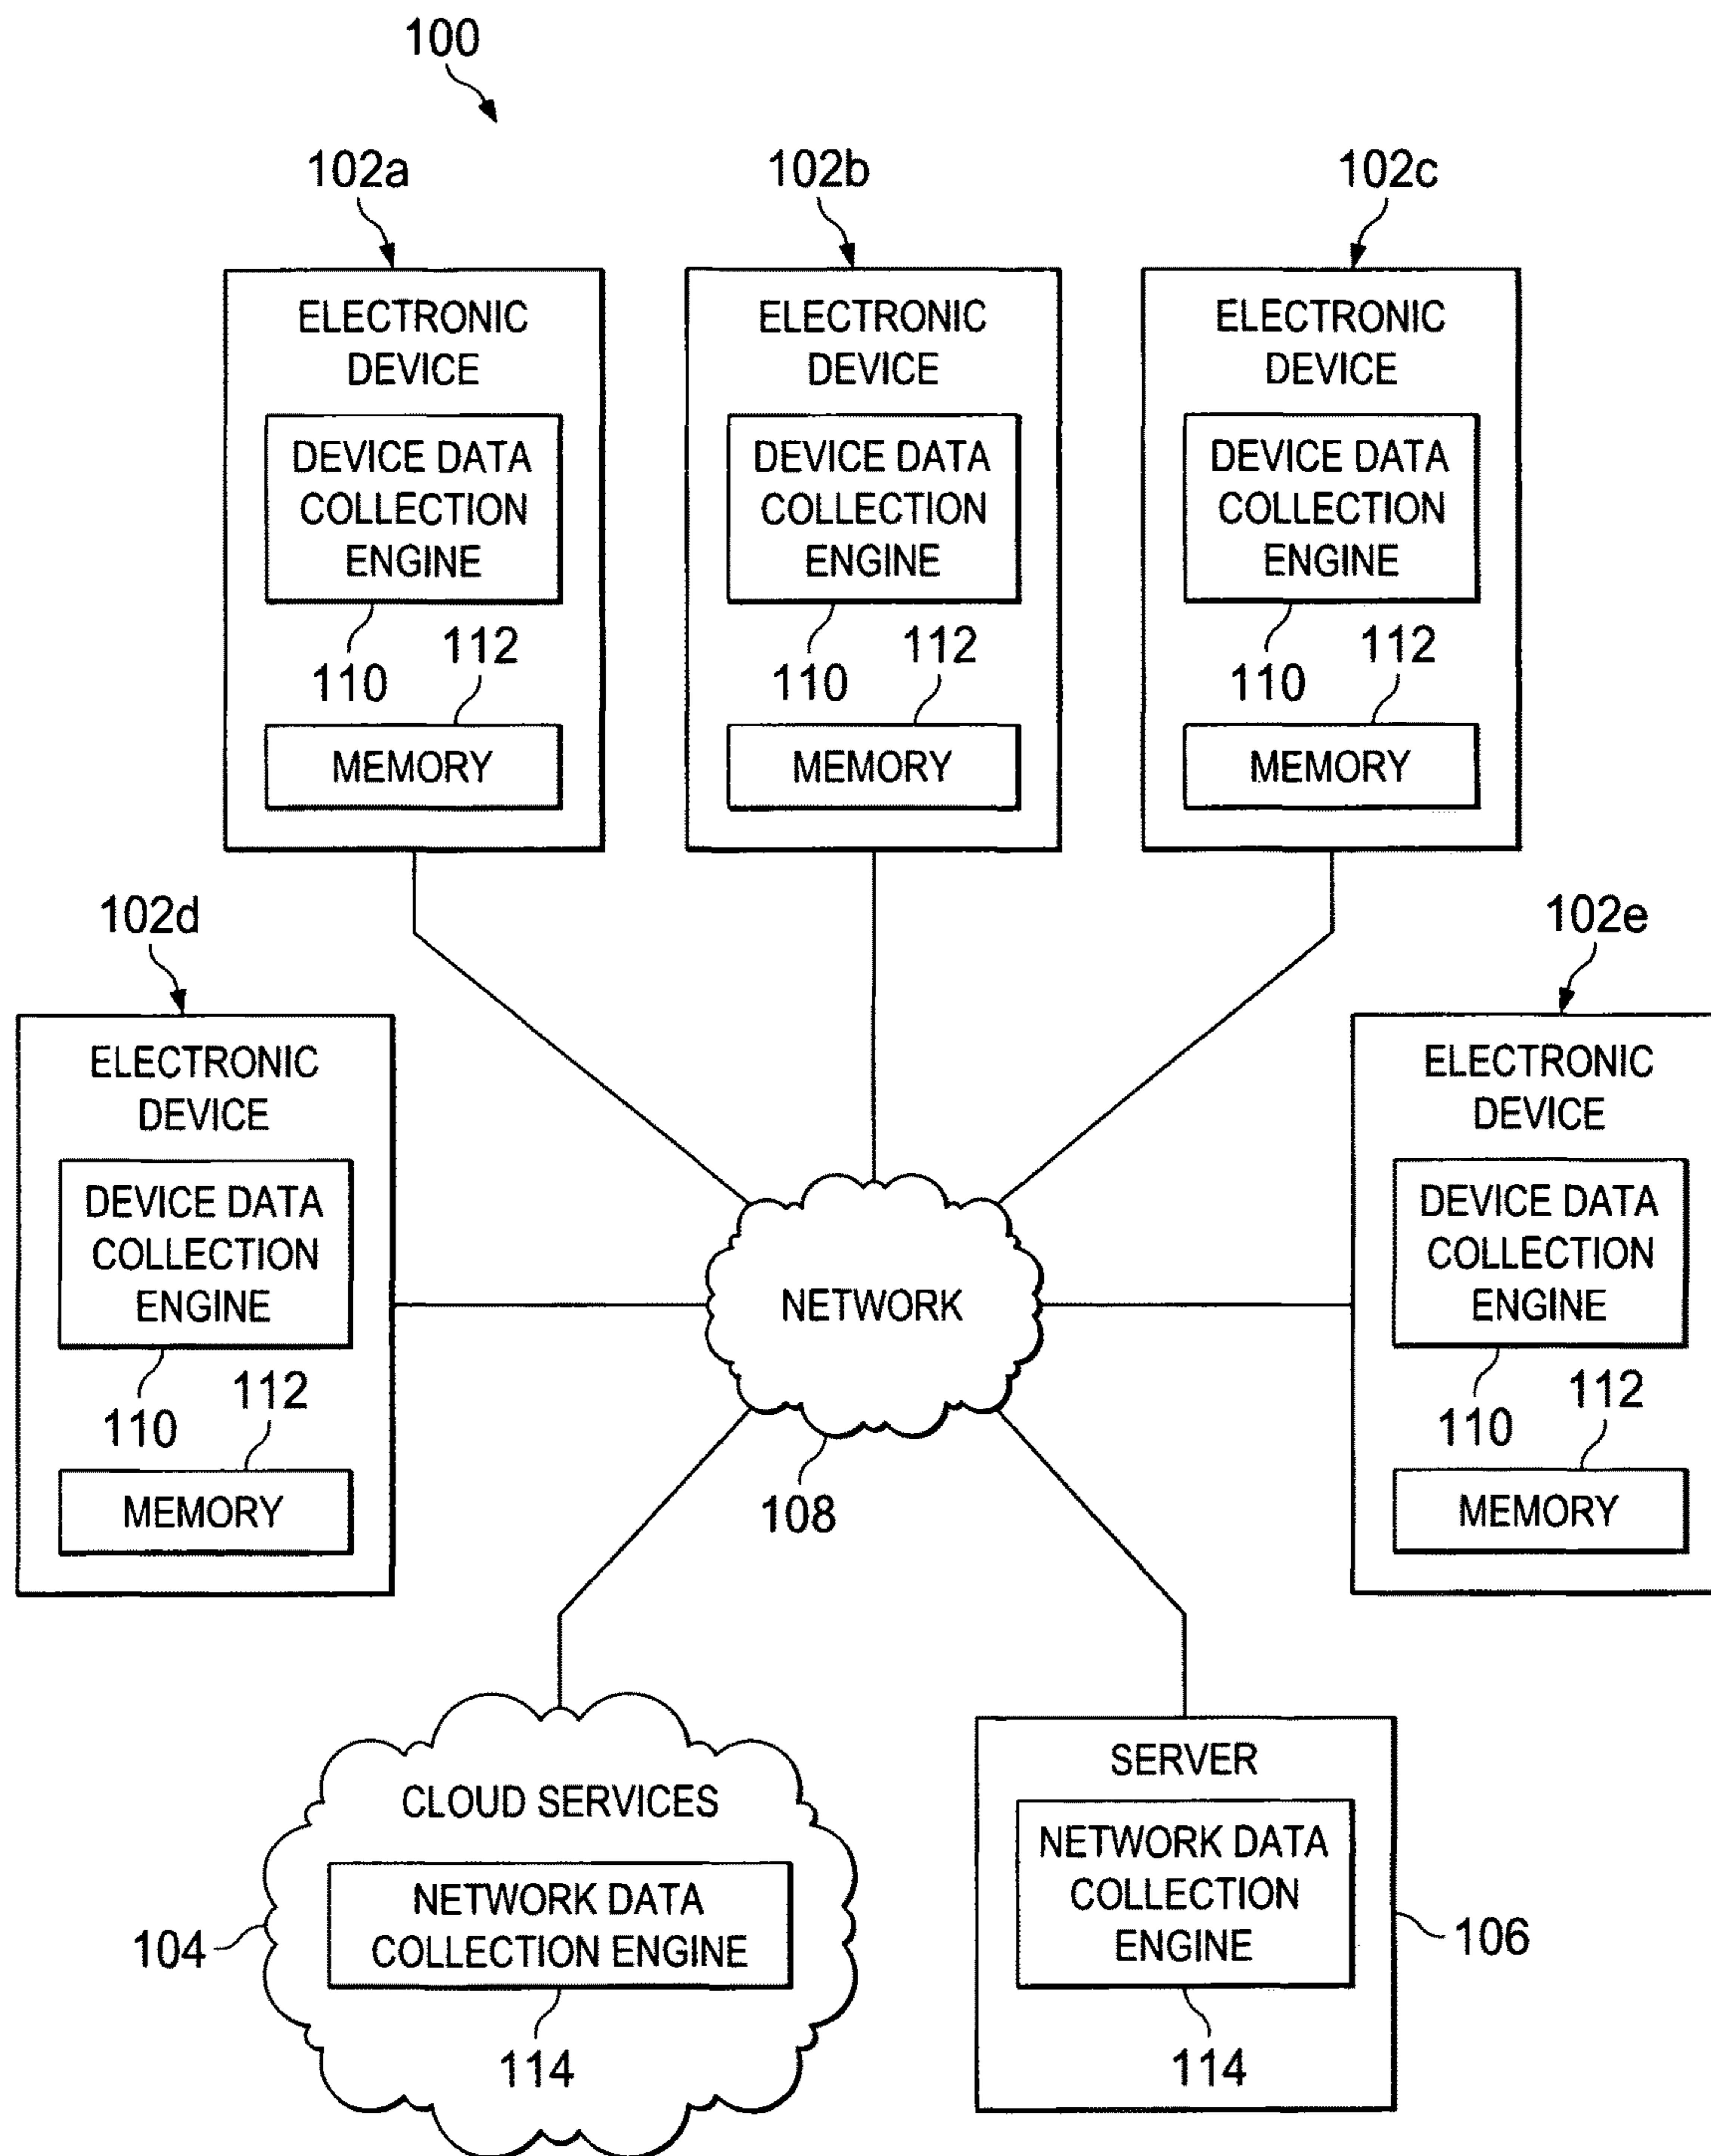 100
102a
102b
102c
ELECTRONIC
DEVICE
DEVICE DATA
COLLECTION
ENGINE
110
112
MEMORY
ELECTRONIC
DEVICE
DEVICE DATA
COLLECTION
ENGINE
110
112
MEMORY
ELECTRONIC
DEVICE
DEVICE DATA
COLLECTION
ENGINE
110
112
MEMORY
102d
102e
ELECTRONIC
DEVICE
DEVICE DATA
COLLECTION
ENGINE
110
112
MEMORY
NETWORK
108
ELECTRONIC
DEVICE
DEVICE DATA
COLLECTION
ENGINE
110
112
MEMORY
CLOUD SERVICES
NETWORK DATA
COLLECTION ENGINE
104
114
SERVER
NETWORK DATA
COLLECTION
ENGINE
106
114